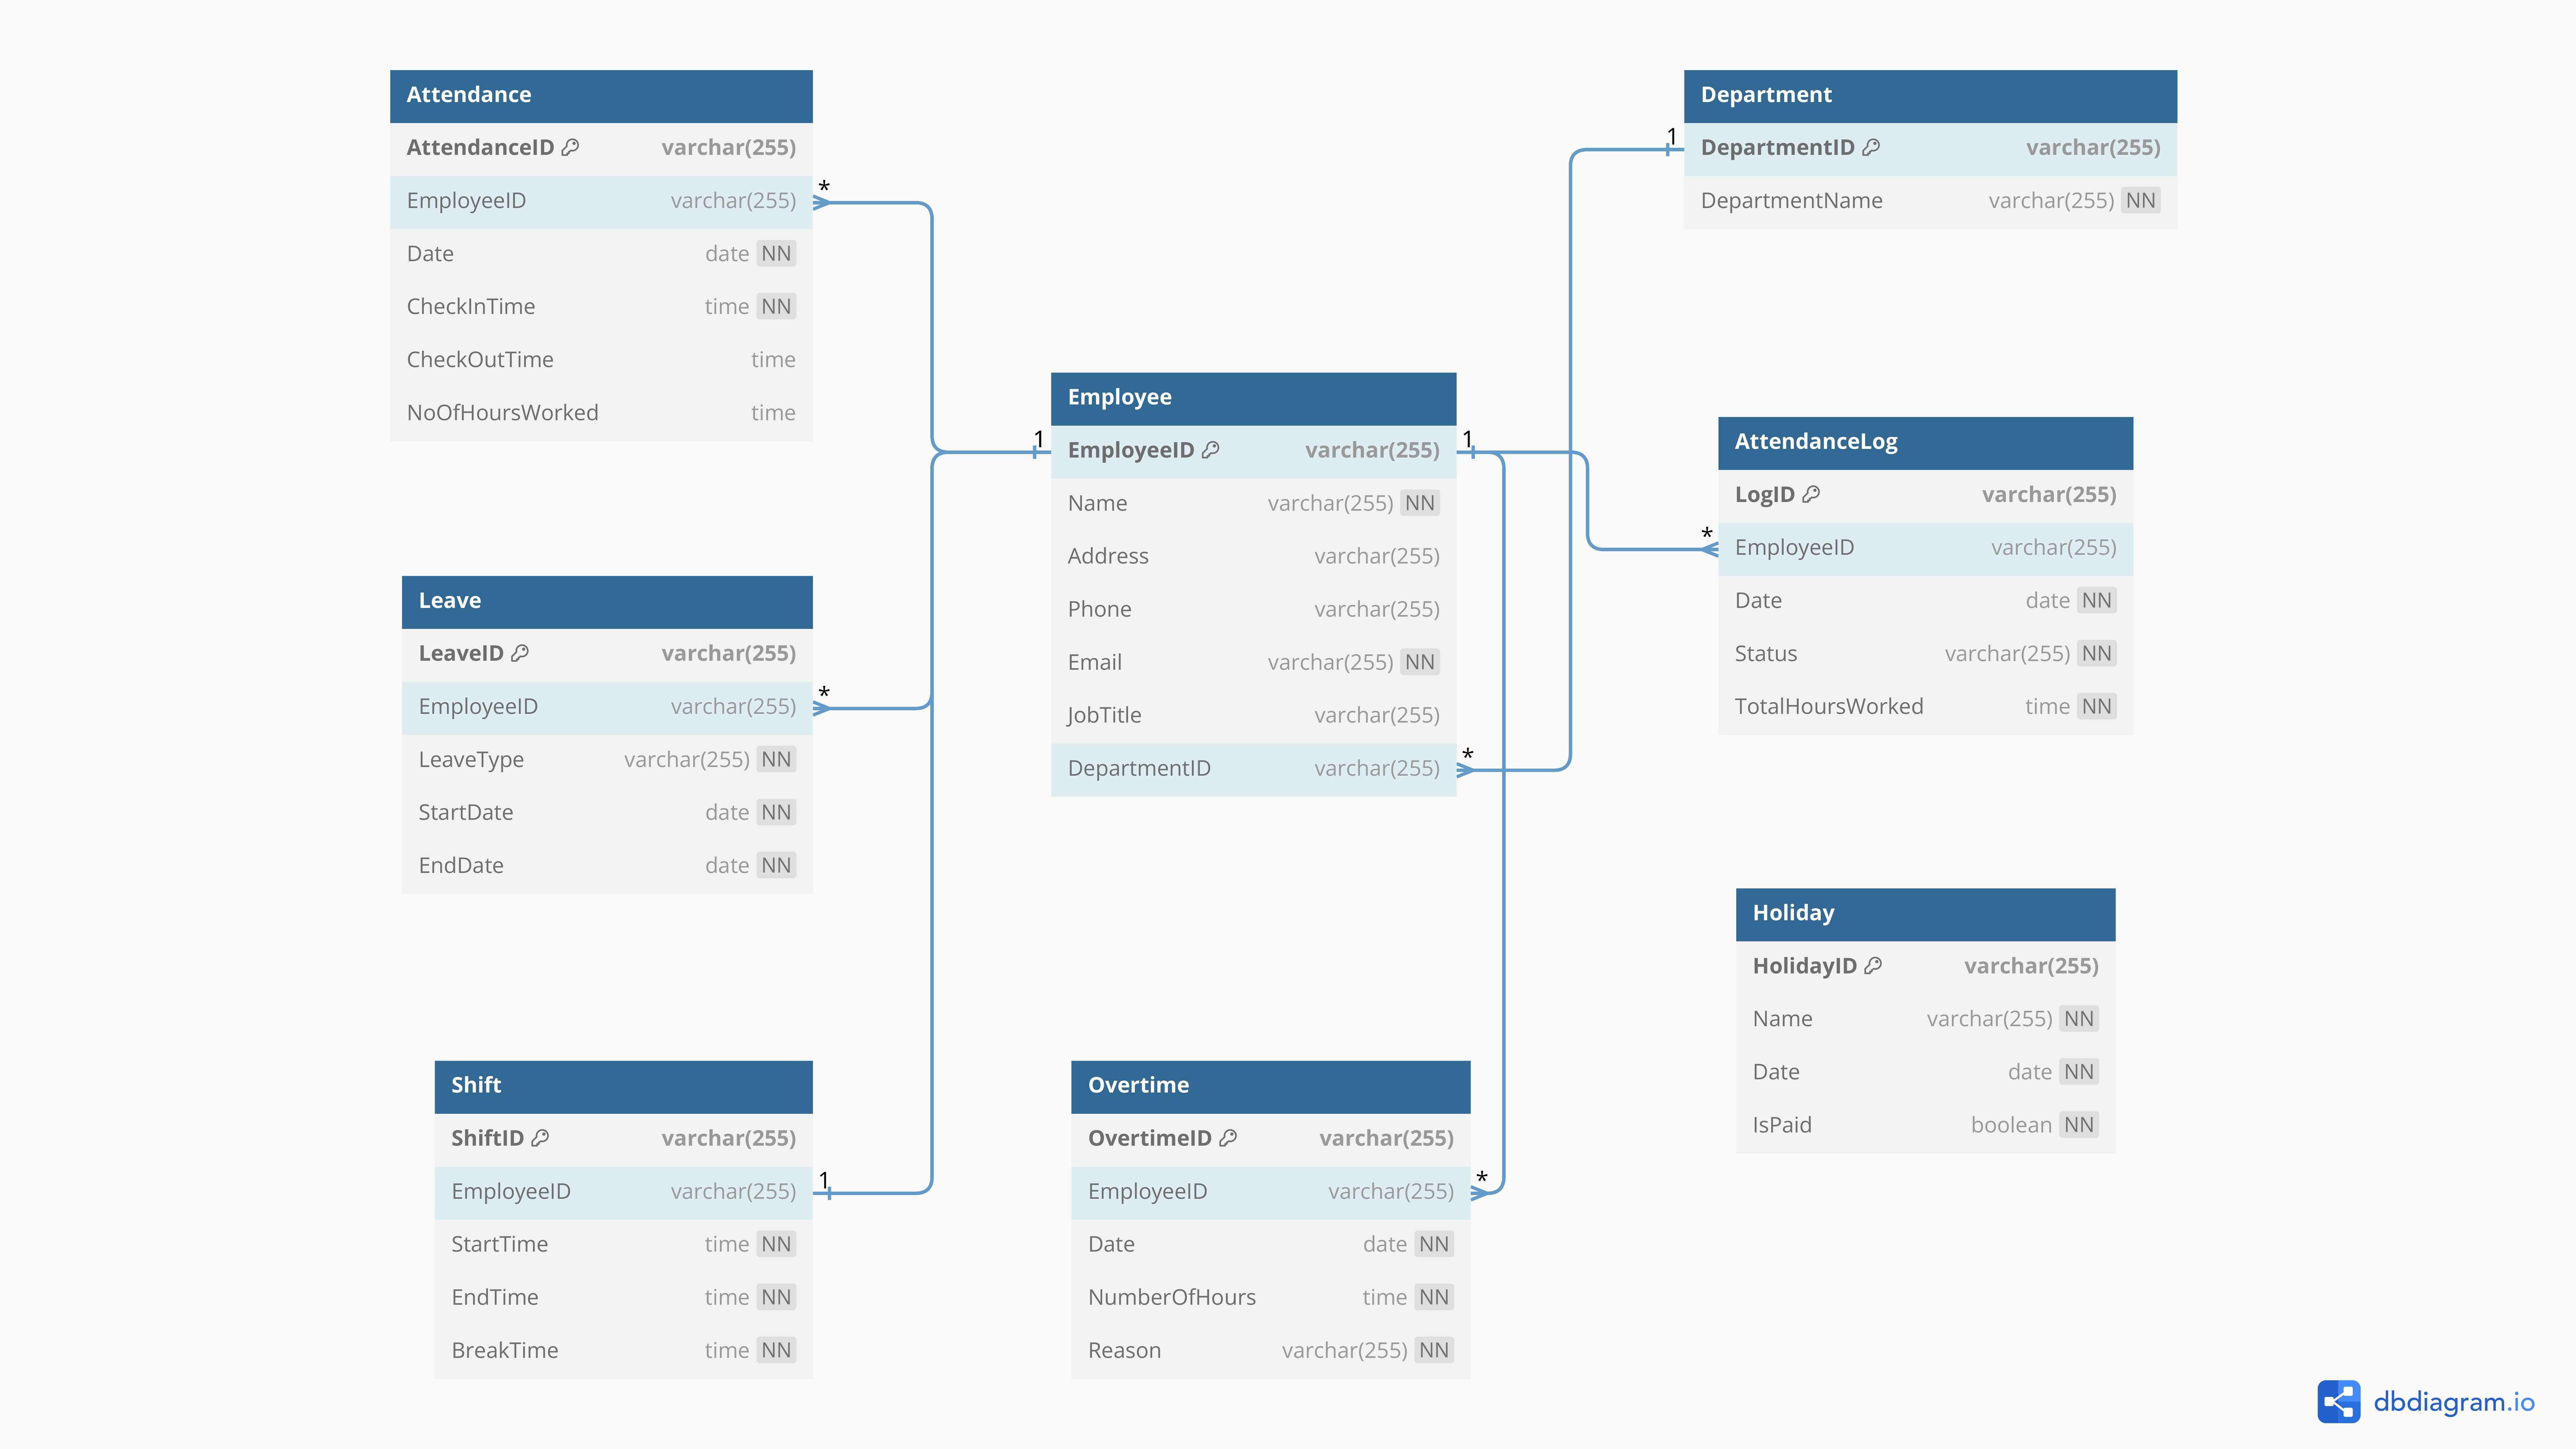 Attendance
AttendanceID varchar(255)
EmployeeID varchar(255)
Date date NN
CheckInTime time NN
CheckOutTime time
NoOfHoursWorked time
*
Leave
LeaveID varchar(255)
EmployeeID varchar(255)
LeaveType varchar(255) NN
StartDate date NN
EndDate date NN
*
Shift
ShiftID varchar(255)
EmployeeID varchar(255)
StartTime time NN
EndTime time NN
BreakTime time NN
1
1
Employee
EmployeeID varchar(255)
Name varchar(255) NN
Address varchar(255)
Phone varchar(255)
Email varchar(255) NN
JobTitle varchar(255)
DepartmentID varchar(255)
1
*
Overtime
OvertimeID varchar(255)
EmployeeID varchar(255)
Date date NN
NumberOfHours time NN
Reason varchar(255) NN
*
1
Department
DepartmentID varchar(255)
DepartmentName varchar(255) NN
*
AttendanceLog
LogID varchar(255)
EmployeeID varchar(255)
Date date NN
Status varchar(255) NN
TotalHoursWorked time NN
Holiday
HolidayID varchar(255)
Name varchar(255) NN
Date date NN
IsPaid boolean NN
dbdiagram.io